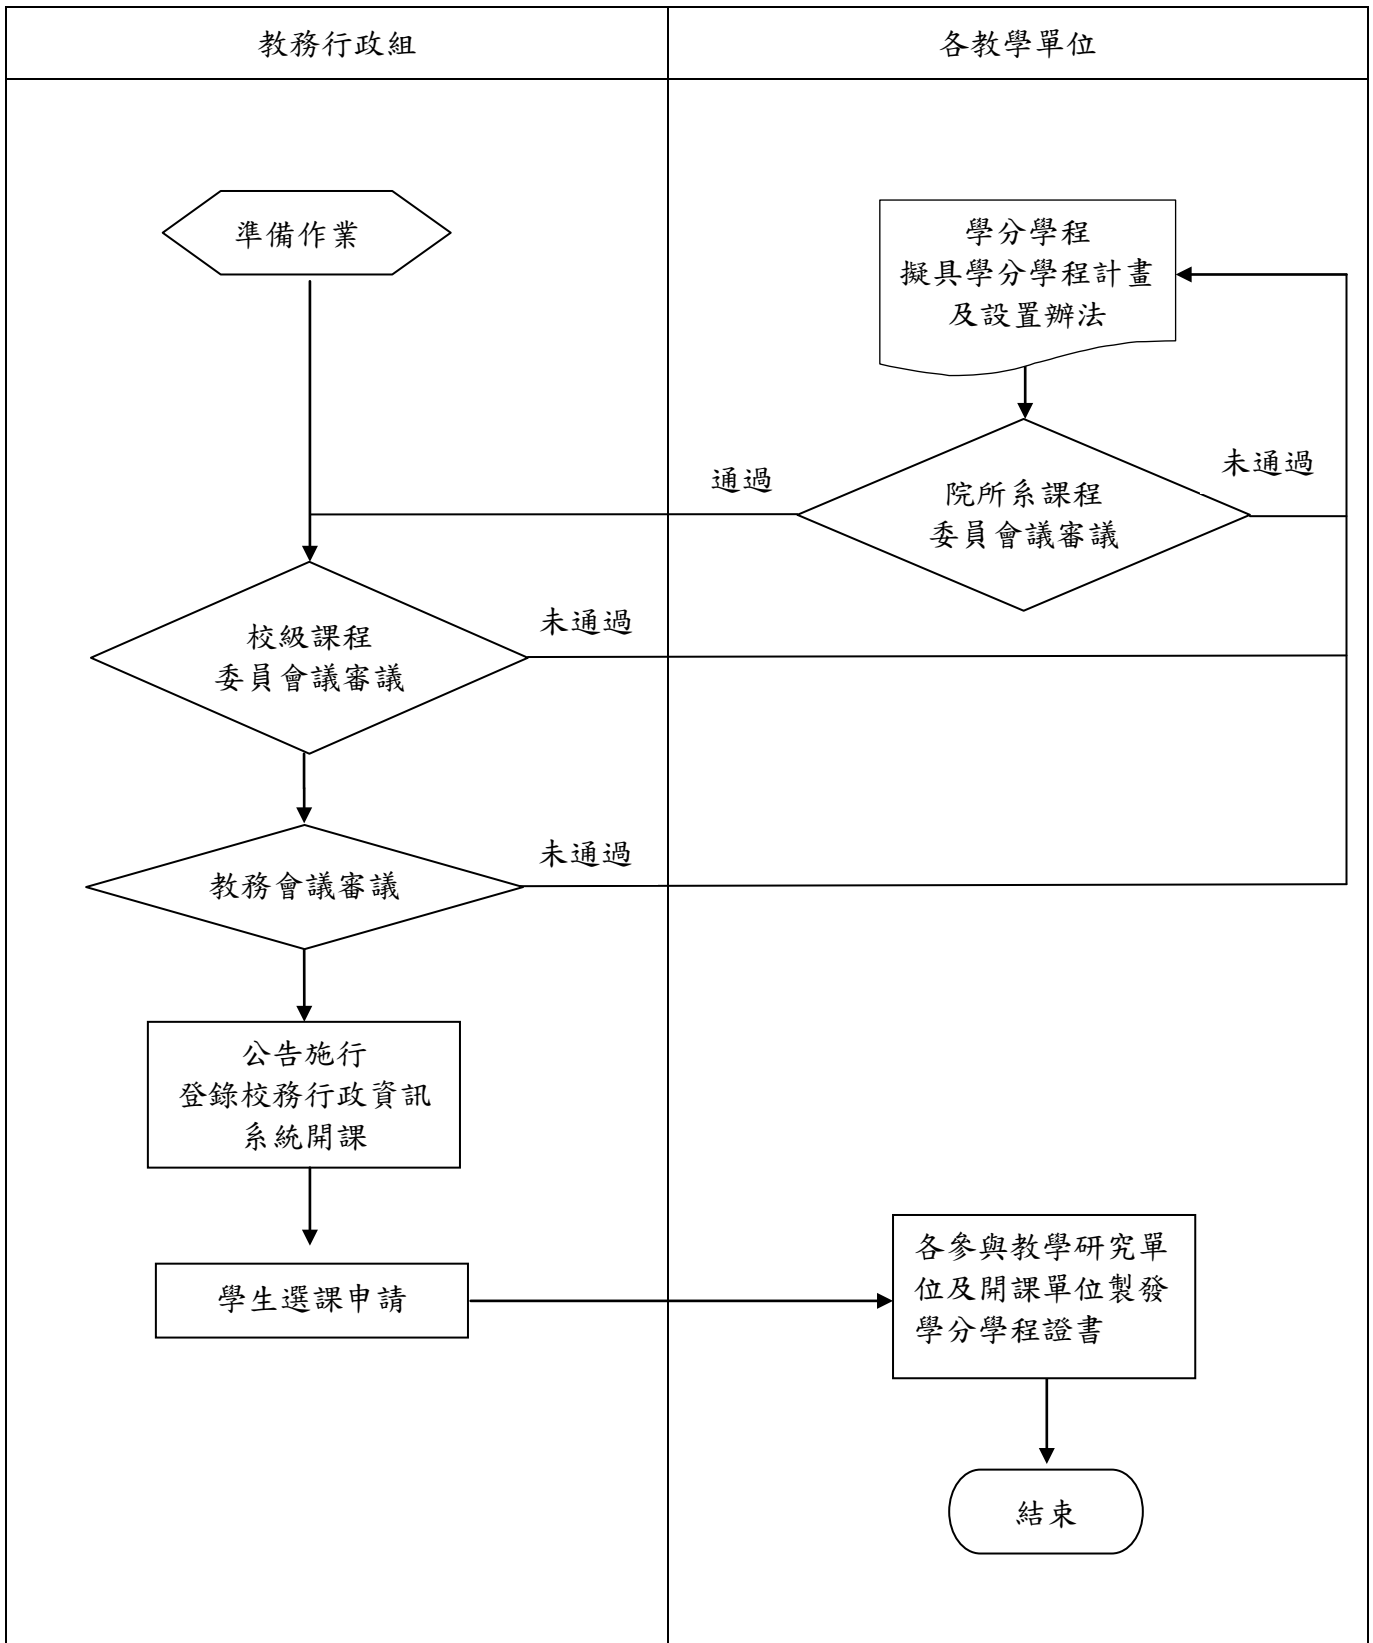 教務行政組
各教學單位
準備作業
學分學程
擬具學分學程計畫
及設置辦法
通過
未通過
院所系課程
委員會議審議
校級課程
委員會議審議
未通過
教務會議審議
未通過
公告施行
登錄校務行政資訊
系統開課
學生選課申請
各參與教學研究單
位及開課單位製發
學分學程證書
結束